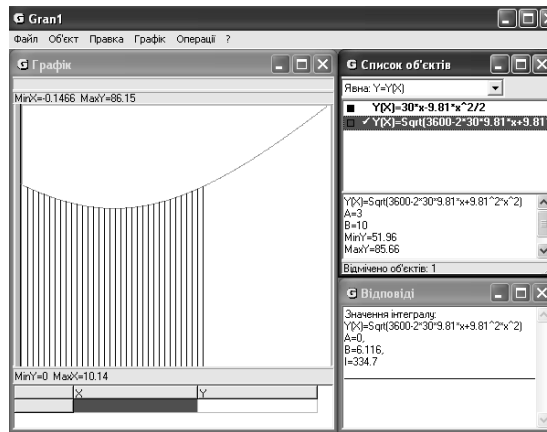 Gran1
Файл Об'єкт Правка Графік Операції ?
Графік
MinX=-0.1466 MaxY=86.15
MinY=0 MaxX=10.14
X Y
Список об'єктів
Явна: Y=Y(X)
Y(X)=30*x-9.81*x^2/2
Y(X)=Sqrt(3600-2*30*9.81*x+9.81
Y(X)=Sqrt(3600-2*30*9.81*x+9.81^2*x^2)
A=3
B=10
MinY=51.96
MaxY=85.66
Відмічено об'єктів: 1
Відповіді
Значення інтегралу:
Y(X)=Sqrt(3600-2*30*9.81*x+9.81^2*x^2)
A=0,
B=6.116,
I=334.7